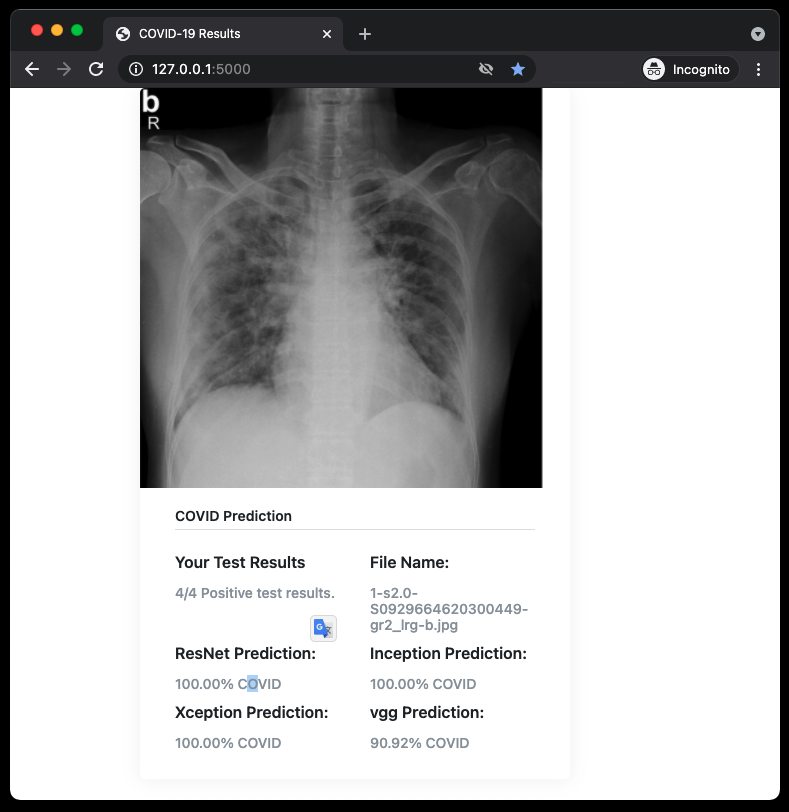 COVID-19 Results
127.0.0.1:5000
Incognito
b
R
COVID Prediction
Your Test Results
4/4 Positive test results.
File Name:
1-s2.0-
S0929664620300449-
gr2_lrg-b.jpg
G
ResNet Prediction:
100.00% COVID
Inception Prediction:
100.00% COVID
Xception Prediction:
100.00% COVID
vgg Prediction:
90.92% COVID